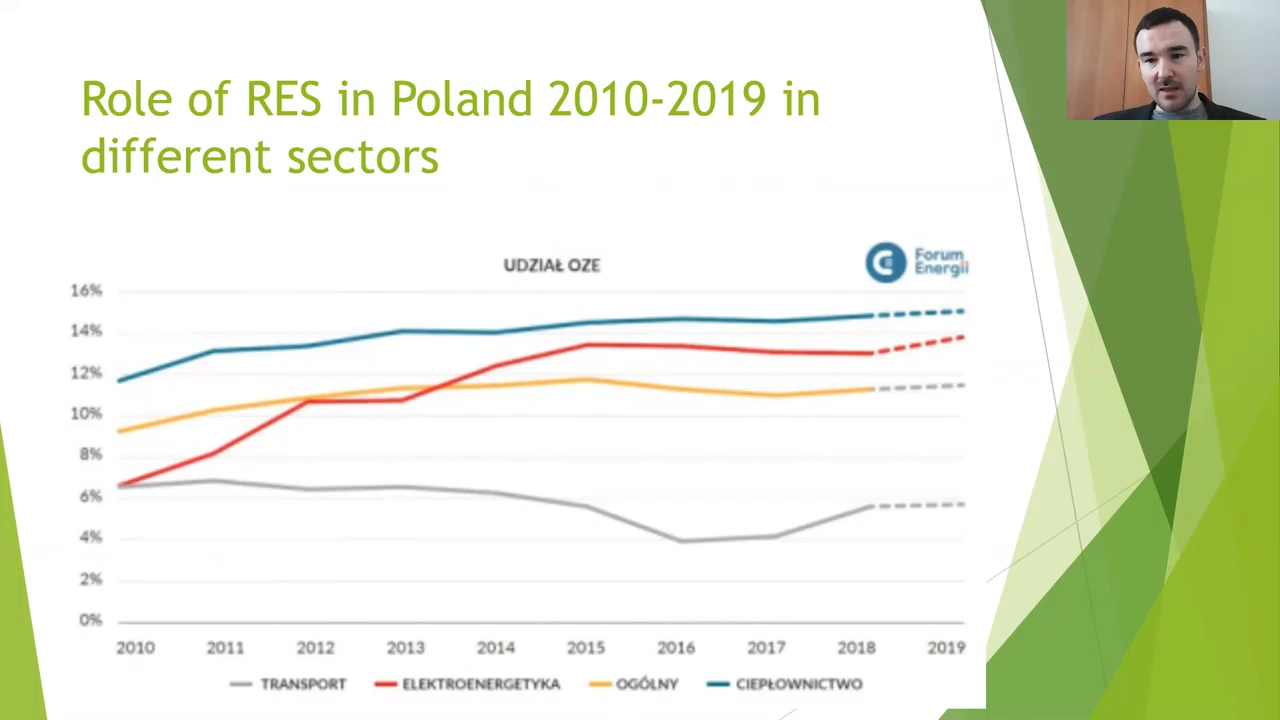 Role of RES in Poland 2010-2019 in
different sectors
UDZIAŁ OZE
Forum
Energii
16%
14%
12%
10%
8%
6%
4%
2%
0%
2010 2011 2012 2013 2014 2015 2016 2017 2018 2019
TRANSPORT ELEKTROENERGETYKA OGÓLNY CIEPŁOWNICTWO